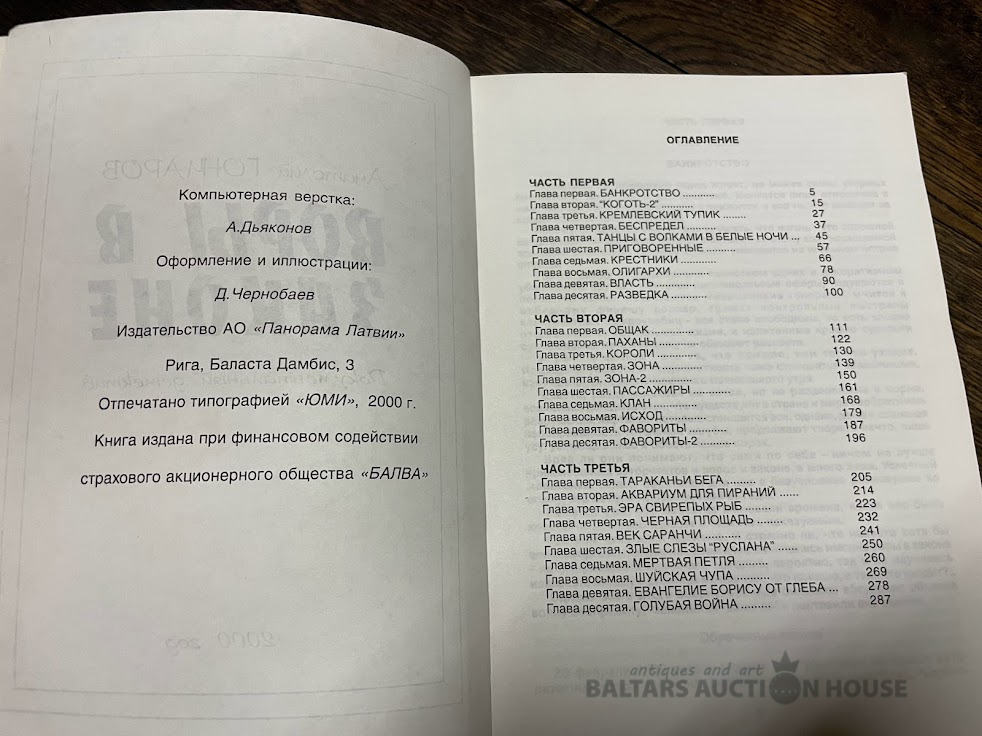 Компьютерная верстка:
А.Дьяконов
Оформление и иллюстрации:
Д.Чернобаев
Издательство АО «Панорама Латвии»
Рига, Баласта Дамбис, 3
Отпечатано типографией «ЮМИ», 2000 г.
Книга издана при финансовом содействии
страхового акционерного общества «БАЛВА»
ОГЛАВЛЕНИЕ
ЧАСТЬ ПЕРВАЯ
Глава первая. БАНКРОТСТВО ........... 5
Глава вторая. "КОГОТЬ-2" ........... 15
Глава третья. КРЕМЛЕВСКИЙ ТУПИК ........ 27
Глава четвертая. БЕСПРЕДЕЛ .......... 37
Глава пятая. ТАНЦЫ С ВОЛКАМИ В БЕЛЫЕ НОЧИ ... 45
Глава шестая. ПРИГОВОРЕННЫЕ .......... 57
Глава седьмая. КРЕСТНИКИ ............. 66
Глава восьмая. ОЛИГАРХИ ............. 78
Глава девятая. ВЛАСТЬ .............. 90
Глава десятая. РАЗВЕДКА ............ 100
ЧАСТЬ ВТОРАЯ
Глава первая. ОБЩАК .............. 111
Глава вторая. ПАХАНЫ .............. 122
Глава третья. КОРОЛИ .............. 130
Глава четвертая. ЗОНА .............. 139
Глава пятая. ЗОНА-2 .............. 150
Глава шестая. ПАССАЖИРЫ ............. 161
Глава седьмая. КЛАН .............. 168
Глава восьмая. ИСХОД .............. 179
Глава девятая. ФАВОРИТЫ ............. 187
Глава десятая. ФАВОРИТЫ-2 ........... 196
ЧАСТЬ ТРЕТЬЯ
Глава первая. ТАРАКАНЬИ БЕГА ......... 205
Глава вторая. АКВАРИУМ ДЛЯ ПИРАНИЙ ...... 214
Глава третья. ЭРА СВИРЕПЫХ РЫБ ........ 223
Глава четвертая. ЧЕРНАЯ ПЛОЩАДЬ ........ 232
Глава пятая. ВЕК САРАНЧИ ........... 241
Глава шестая. ЗЛЫЕ СЛЕЗЫ "РУСЛАНА" ...... 250
Глава седьмая. МЕРТВАЯ ПЕТЛЯ ......... 260
Глава восьмая. ШУЙСКАЯ ЧУПА .......... 269
Глава девятая. ЕВАНГЕЛИЕ БОРИСУ ОТ ГЛЕБА ... 278
Глава десятая. ГОЛУБАЯ ВОЙНА ......... 287
antiques and art
BALTARS AUCTION HOUSE